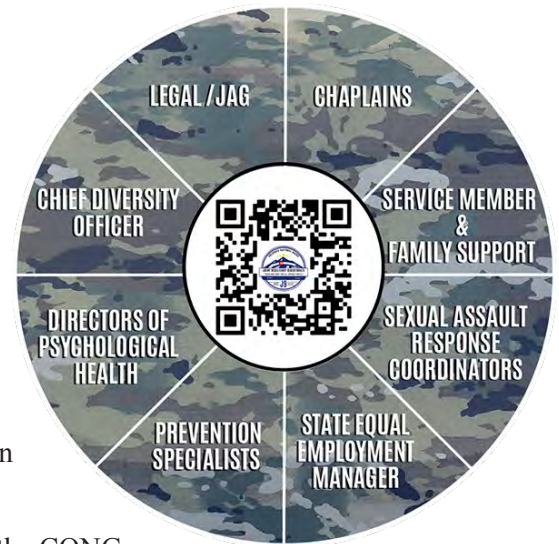 LEGAL / JAG
CHAPLAINS
SERVICE MEMBER
&
FAMILY SUPPORT
SEXUAL ASSAULT
RESPONSE
COORDINATORS
STATE EQUAL
EMPLOYMENT
MANAGER
PREVENTION
SPECIALISTS
DIRECTORS OF
PSYCHOLOGICAL
HEALTH
CHIEF DIVERSITY
OFFICER
J9